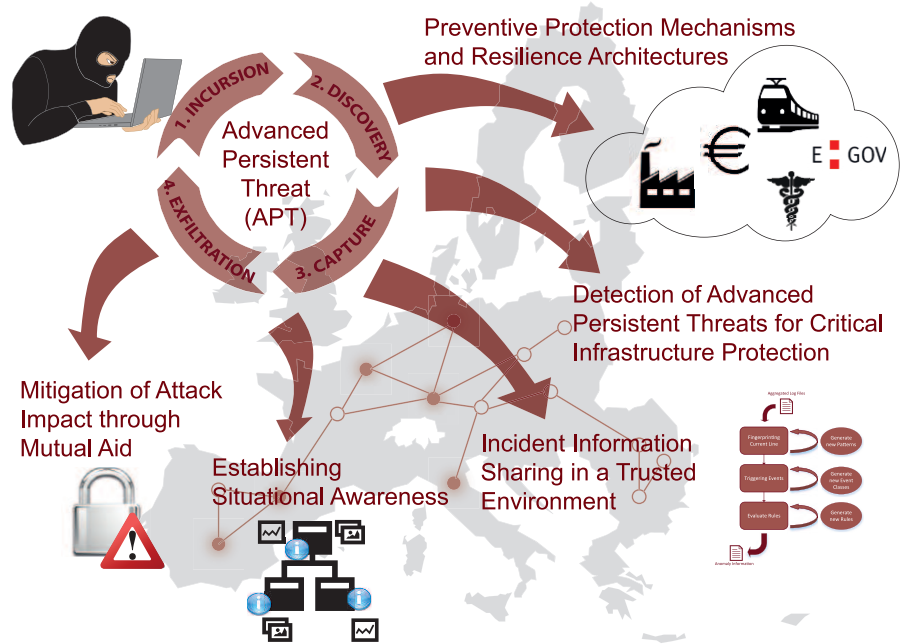 Preventive Protection Mechanisms
and Resilience Architectures
1. INCURSION
2. DISCOVERY
3. CAPTURE
4. EXFILTRATION
Advanced
Persistent
Threat
(APT)
E GOV
Detection of Advanced
Persistent Threats for Critical
Infrastructure Protection
Mitigation of Attack
Impact through
Mutual Aid
Establishing
Situational Awareness
Incident Information
Sharing in a Trusted
Environment
Aggregated Log Files
Fingerprinting
Current Line
Generate
new Patterns
Triggering Events
Generate
new Event
Classes
Evaluate Rules
Generate
new Rules
Anomaly Information